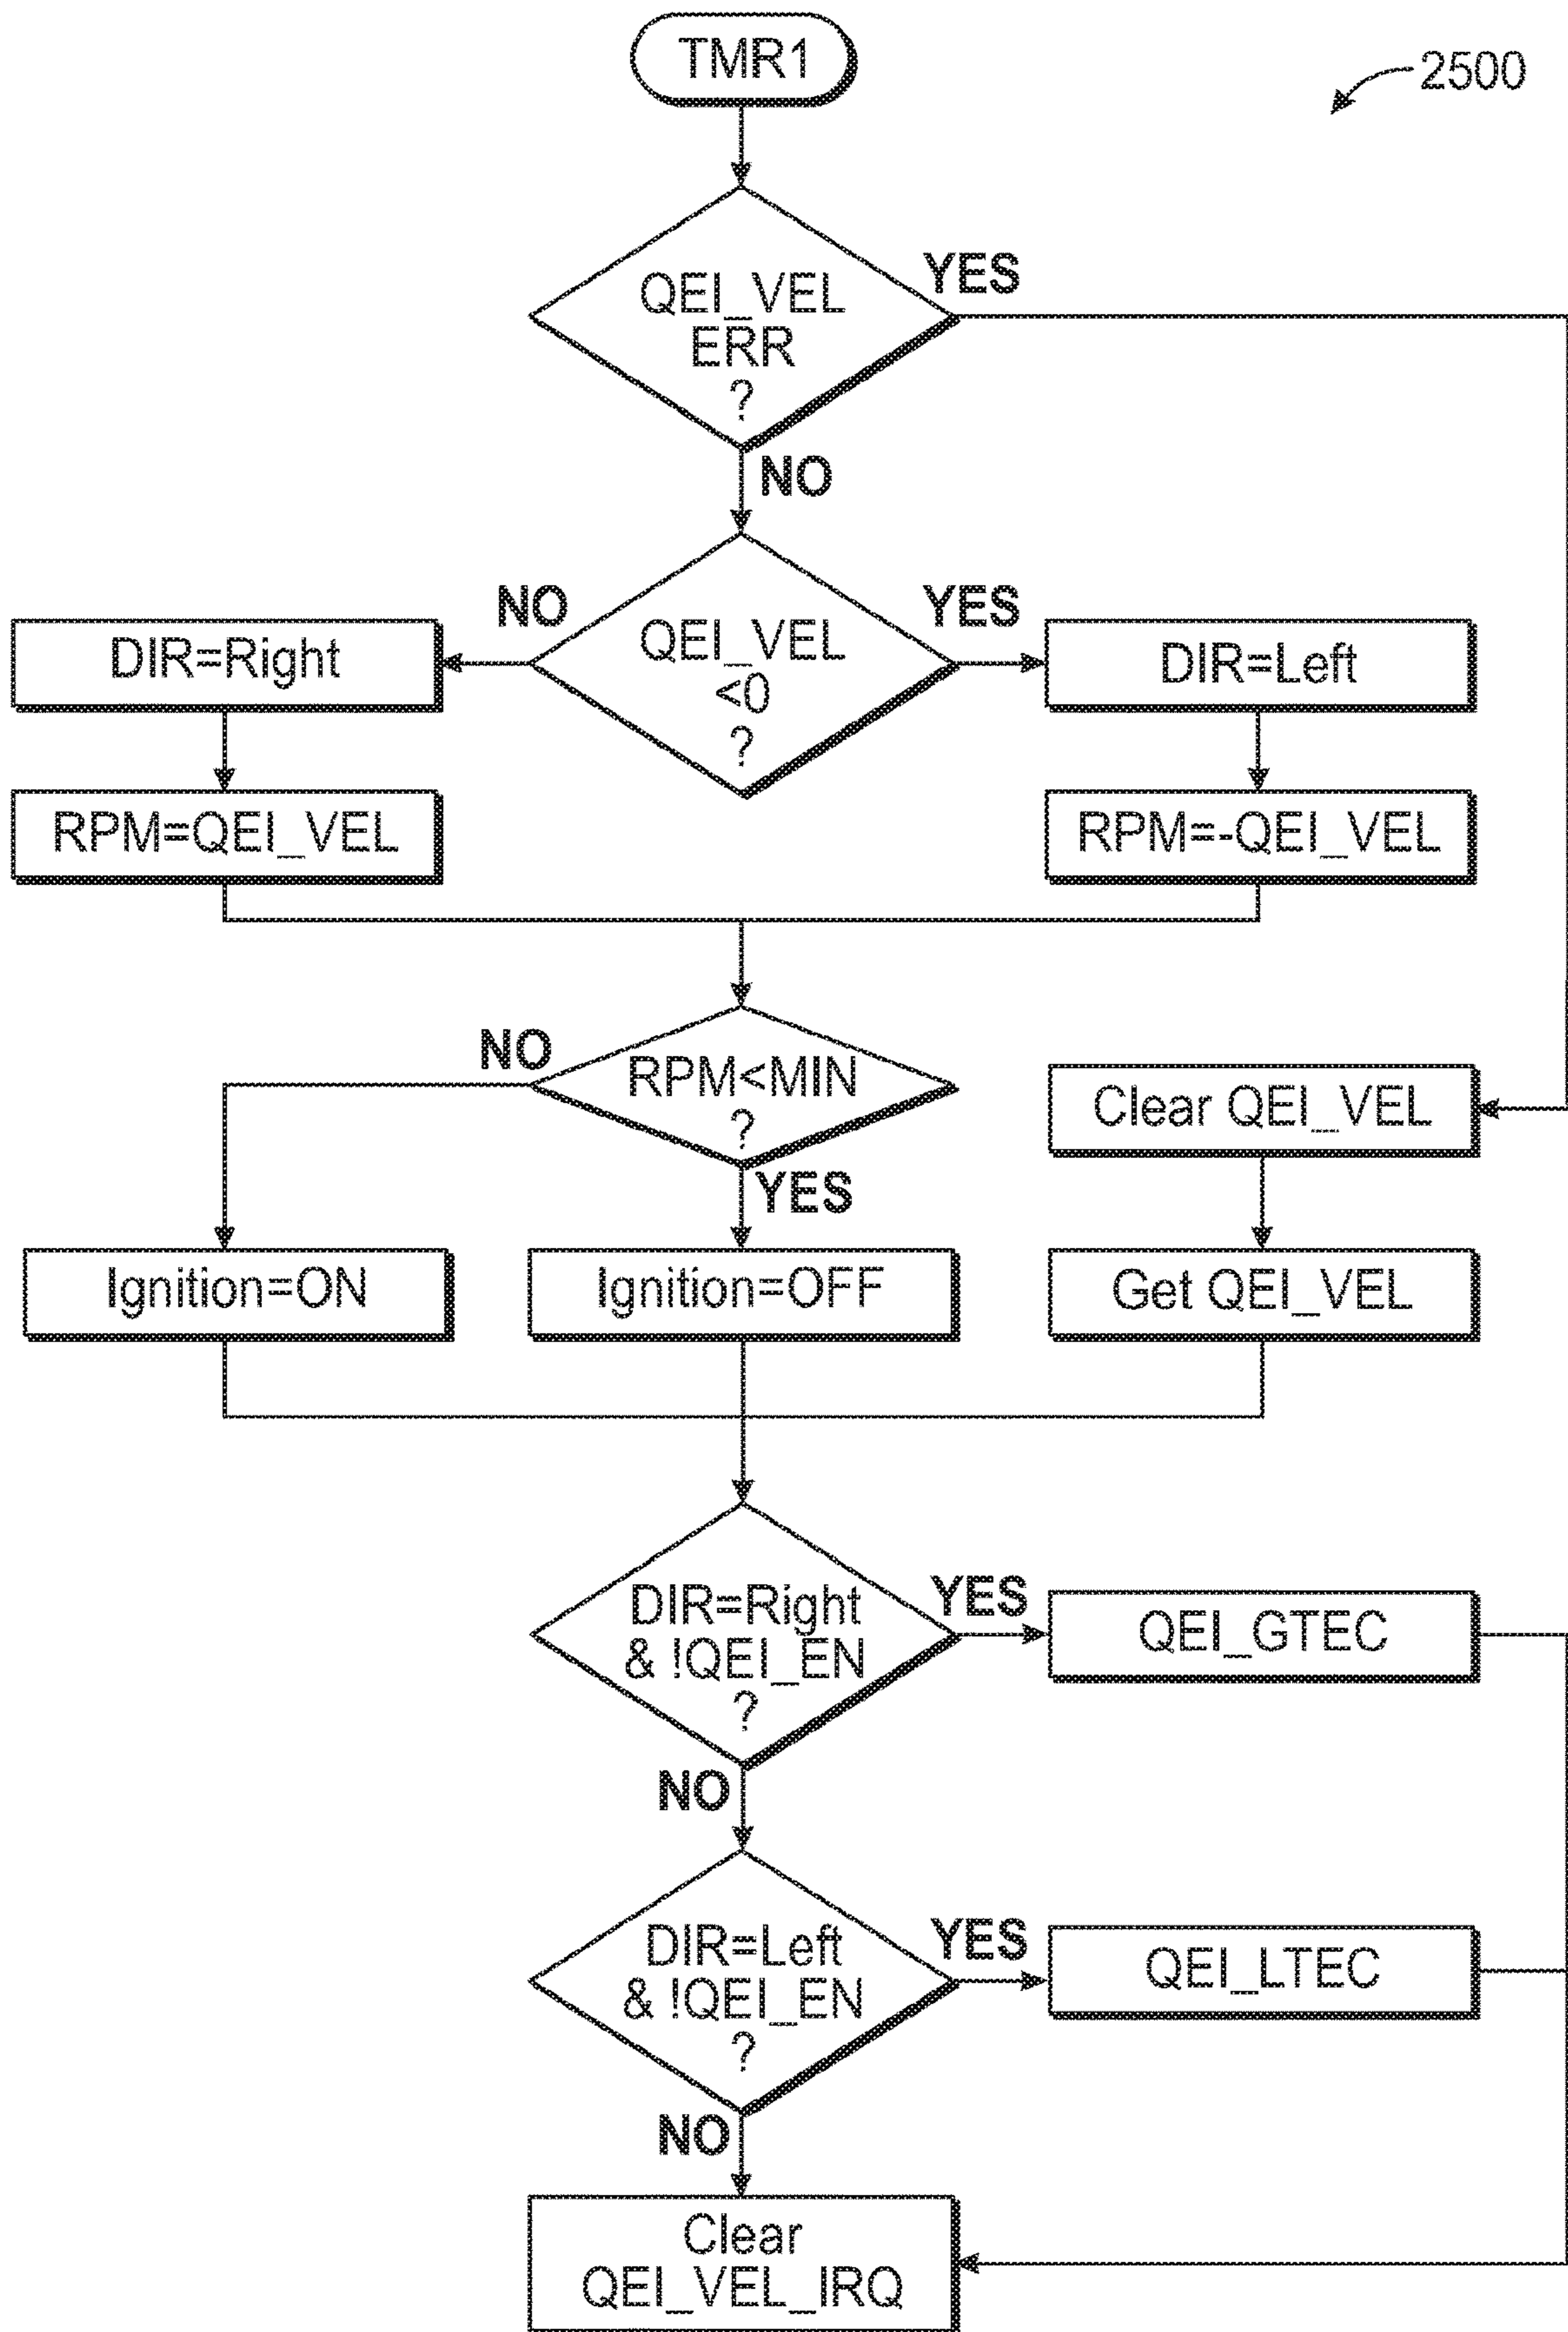 TMR1
2500
QEI_VEL
ERR
?
YES
NO
NO
QEI_VEL
<0
?
YES
DIR=Right
DIR=Left
RPM=QEI_VEL
RPM=-QEI_VEL
NO
RPM<MIN
?
YES
Clear QEI_VEL
Ignition=ON
Ignition=OFF
Get QEI_VEL
DIR=Right
& !QEI_EN
?
YES
QEI_GTEC
NO
DIR=Left
& !QEI_EN
?
YES
QEI_LTEC
NO
Clear
QEI_VEL_IRQ